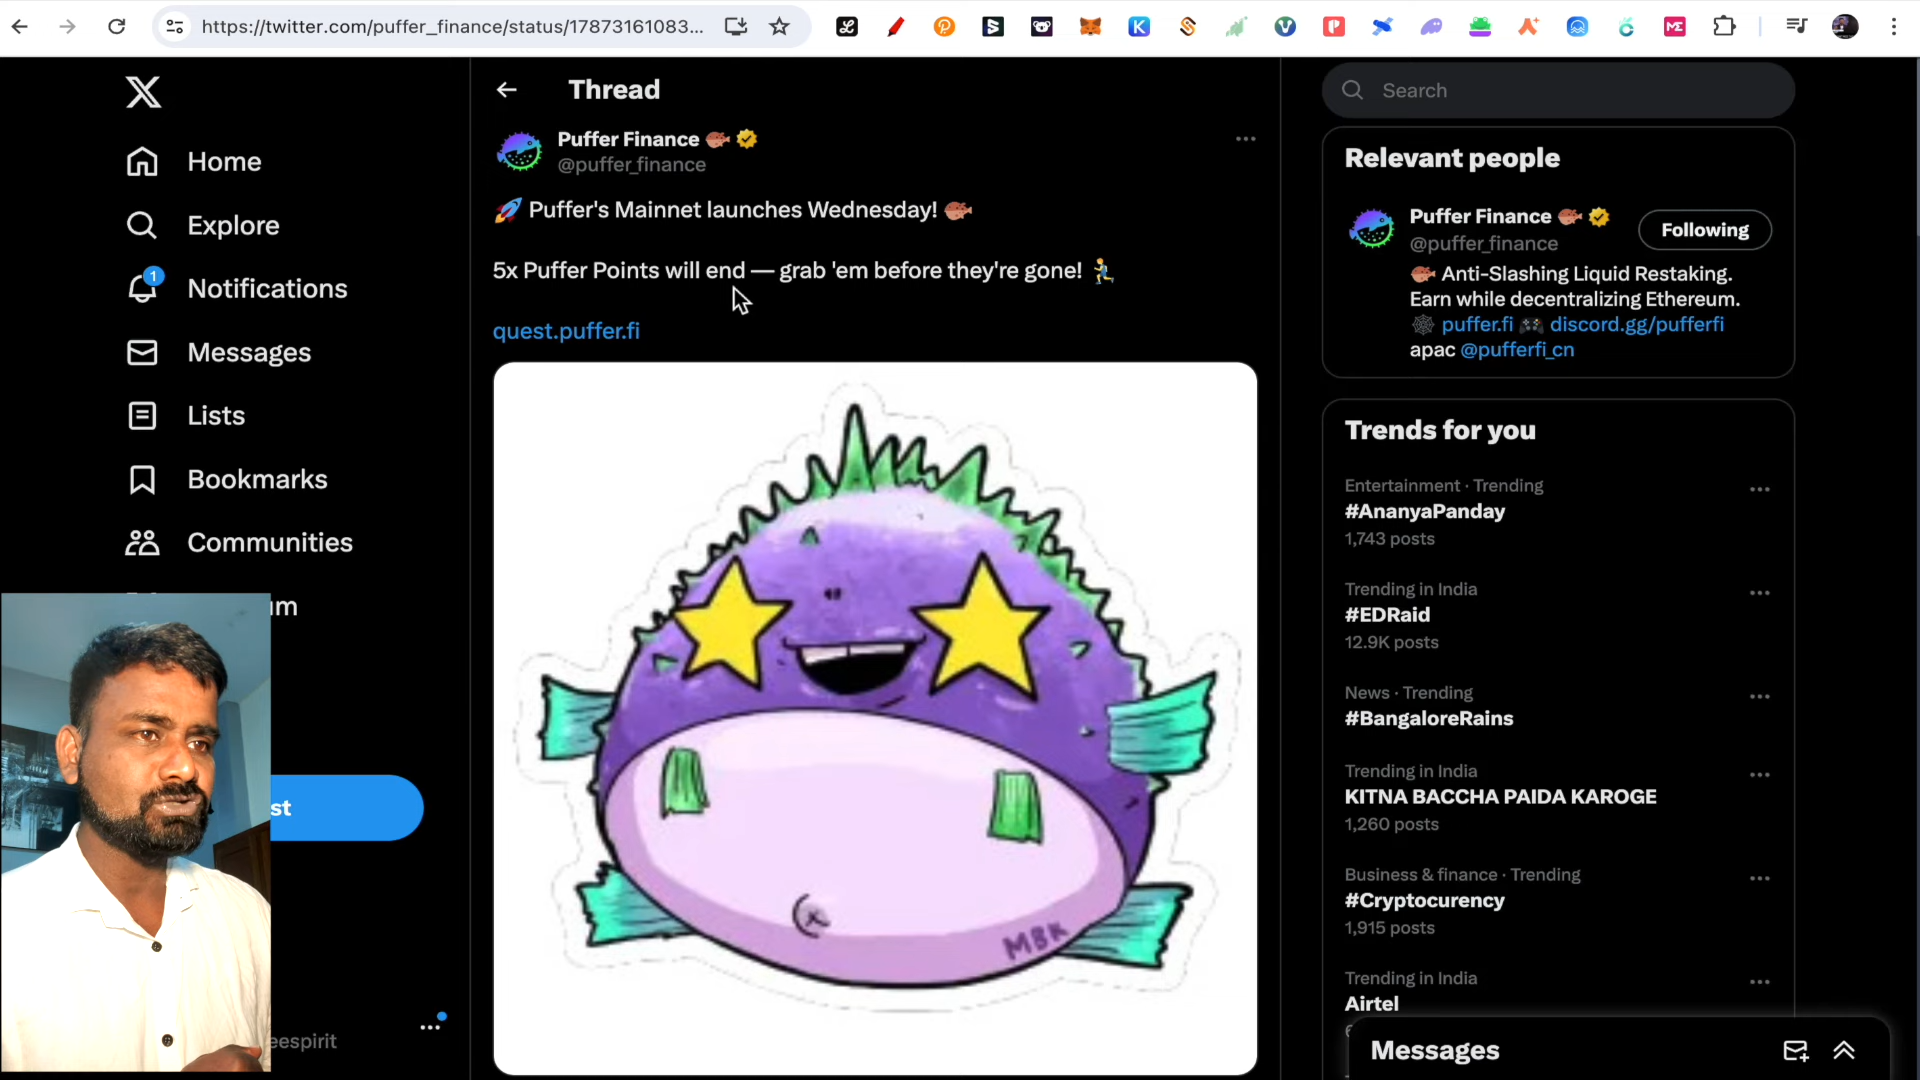 https://twitter.com/puffer_finance/status/17873161083...
Home
Explore
Notifications
1
Messages
Lists
Bookmarks
Communities
um
st
eespirit
Thread
Puffer Finance
@puffer_finance
🚀 Puffer's Mainnet launches Wednesday! 🐡
5x Puffer Points will end — grab 'em before they're gone! 🏃
quest.puffer.fi
MBK
Search
Relevant people
Puffer Finance
@puffer_finance
Following
🐡 Anti-Slashing Liquid Restaking.
Earn while decentralizing Ethereum.
🕸 puffer.fi 🎮 discord.gg/pufferfi
apac @pufferfi_cn
Trends for you
Entertainment · Trending
#AnanyaPanday
1,743 posts
Trending in India
#EDRaid
12.9K posts
News · Trending
#BangaloreRains
Trending in India
KITNA BACCHA PAIDA KAROGE
1,260 posts
Business & finance · Trending
#Cryptocurency
1,915 posts
Trending in India
Airtel
Messages